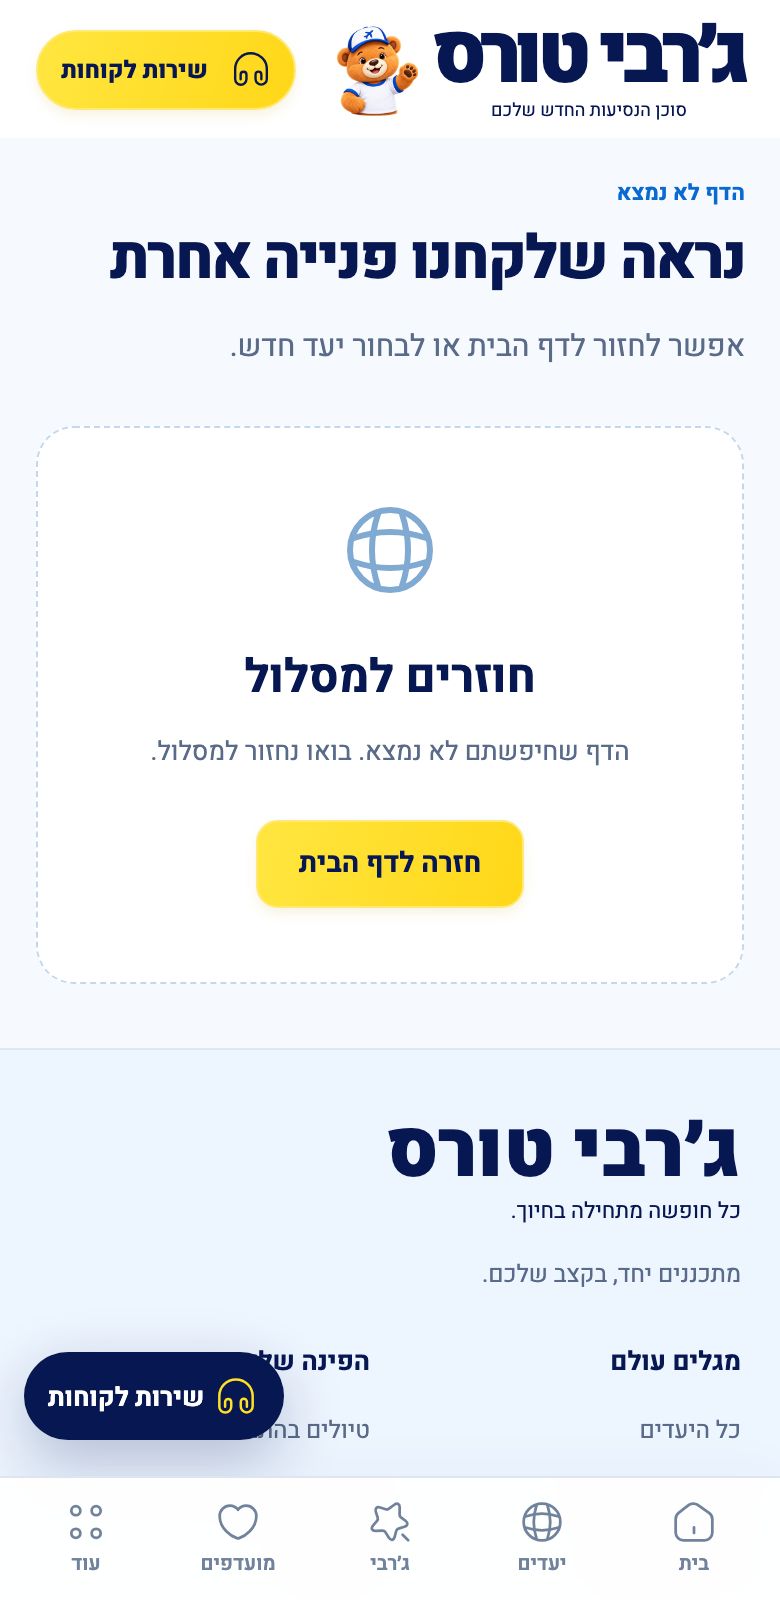 ג׳רבי טורס
סוכן הנסיעות החדש שלכם
שירות לקוחות
הדף לא נמצא
נראה שלקחנו פנייה אחרת
אפשר לחזור לדף הבית או לבחור יעד חדש.
חוזרים למסלול
הדף שחיפשתם לא נמצא. בואו נחזור למסלול.
חזרה לדף הבית
ג׳רבי טורס
כל חופשה מתחילה בחיוך.
מתכננים יחד, בקצב שלכם.
מגלים עולם
הפינה
כל היעדים
טיולים
שירות לקוחות
בית
יעדים
ג׳רבי
מועדפים
עוד